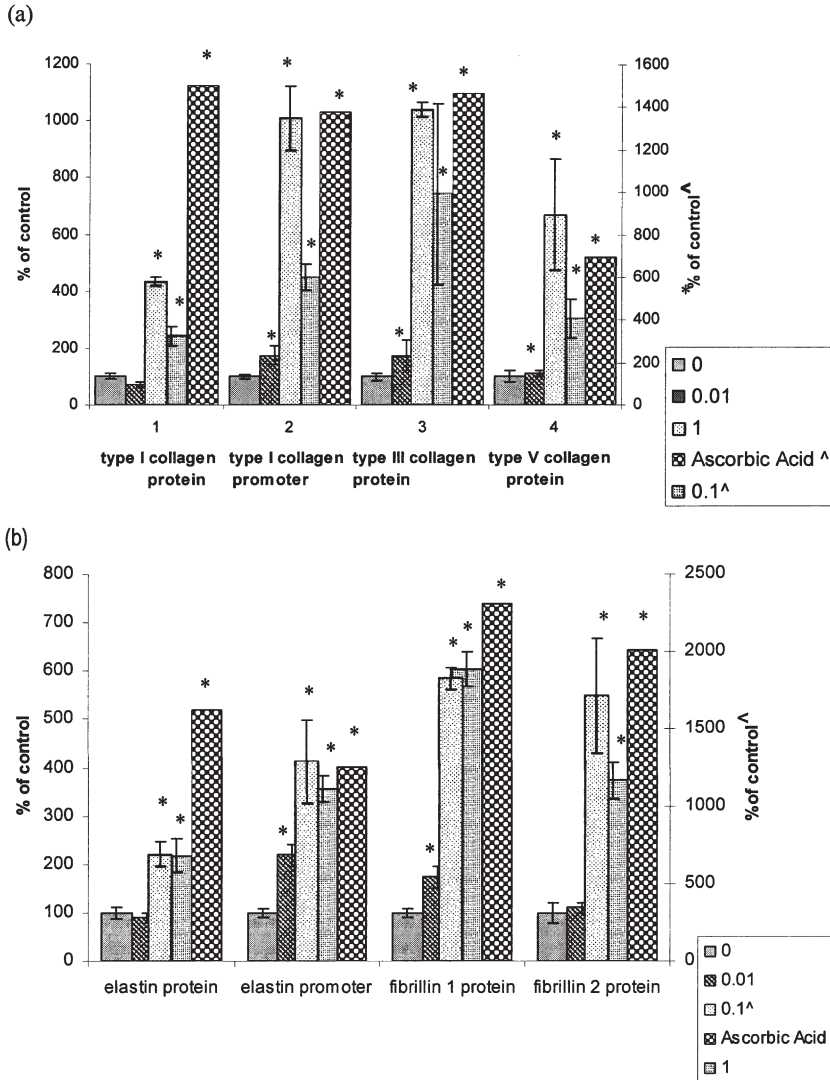 (a)
1200
1000
800
600
400
200
0
% of control
1600
1400
1200
1000
800
600
400
200
0
*% of control^
* * * * * * * * * * * * * *
1 2 3 4
type I collagen protein
type I collagen promoter
type III collagen protein
type V collagen protein
0
0.01
1
Ascorbic Acid ^
0.1^
(b)
800
700
600
500
400
300
200
100
0
% of control
2500
2000
1500
1000
500
0
%of control^
* * * * * * * * * * * * * *
elastin protein elastin promoter fibrillin 1 protein fibrillin 2 protein
0
0.01
0.1^
Ascorbic Acid
1